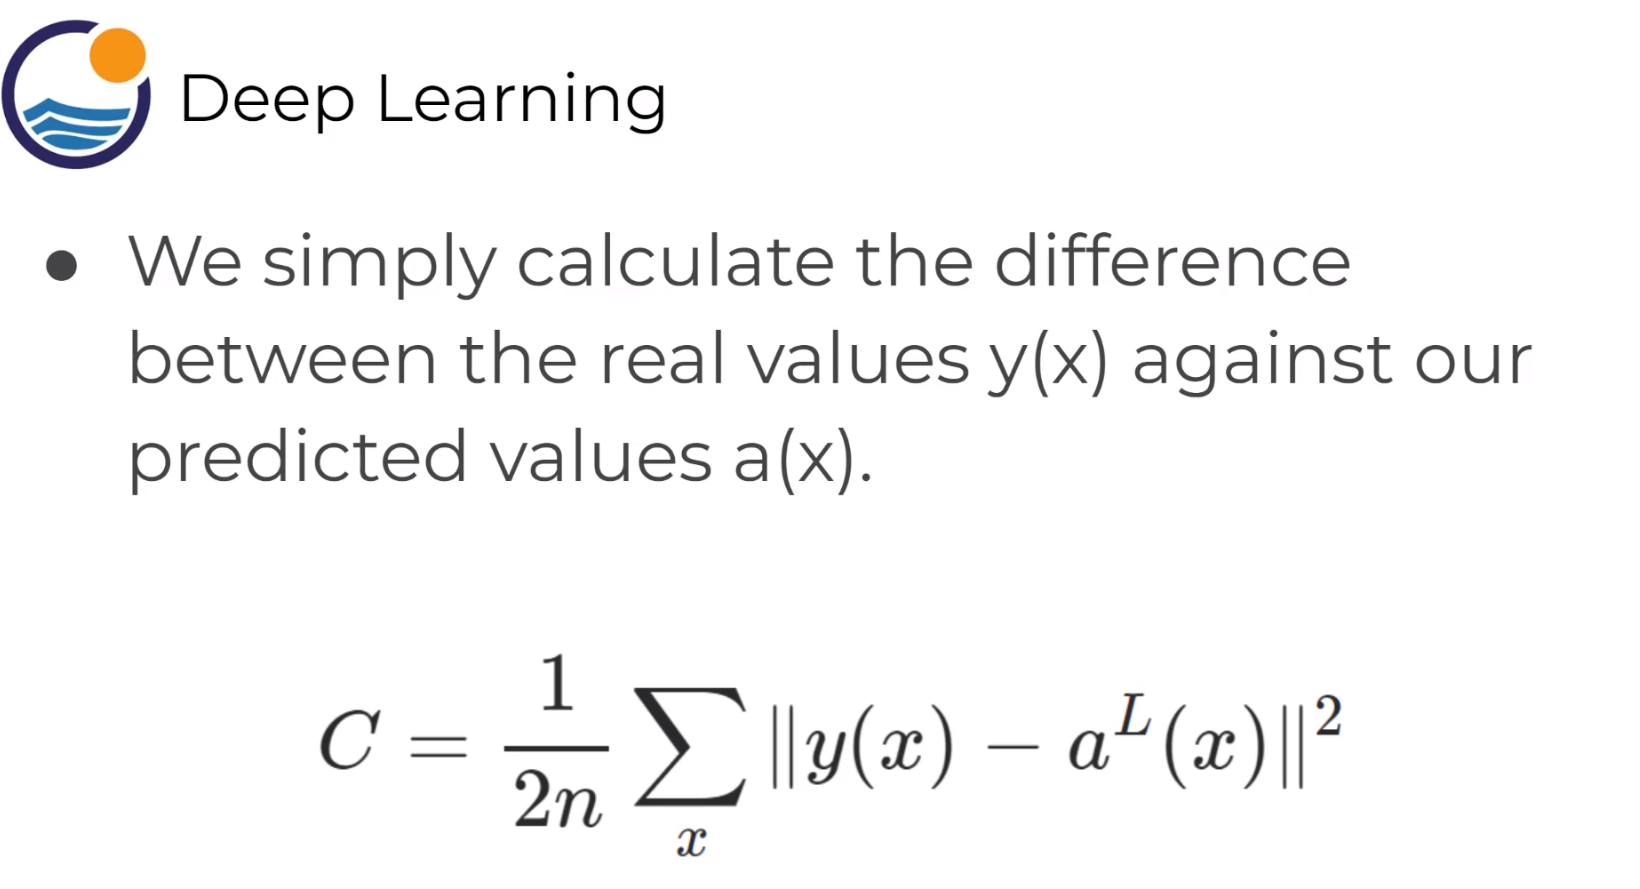 Deep Learning
● We simply calculate the difference
between the real values y(x) against our
predicted values a(x).
C = \frac{1}{2n} \sum_{x} \|y(x) - a^{L}(x)\|^{2}